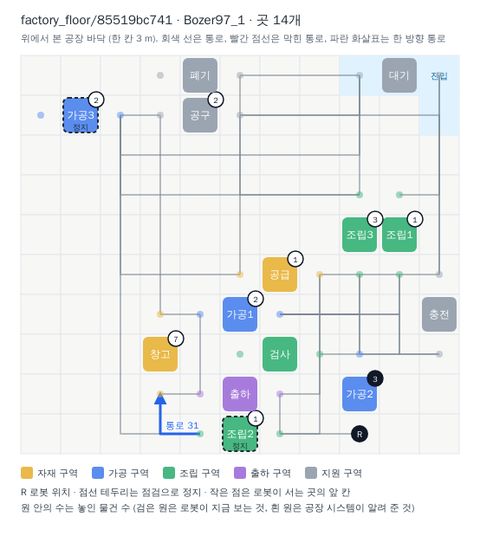 factory_floor/85519bc741 · Bozer97_1 · 곳 14개
위에서 본 공장 바닥 (한 칸 3 m). 회색 선은 통로, 빨간 점선은 막힌 통로, 파란 화살표는 한 방향 통로
폐기
대기
진입
2
2
가공3
정지
공구
3
1
조립3
조립1
1
공급
2
가공1
충전
7
창고
검사
3
출하
가공2
통로 31
1
조립2
정지
R
자재 구역
가공 구역
조립 구역
출하 구역
지원 구역
R 로봇 위치 · 점선 테두리는 점검으로 정지 · 작은 점은 로봇이 서는 곳의 앞 칸
원 안의 수는 놓인 물건 수 (검은 원은 로봇이 지금 보는 것, 흰 원은 공장 시스템이 알려 준 것)